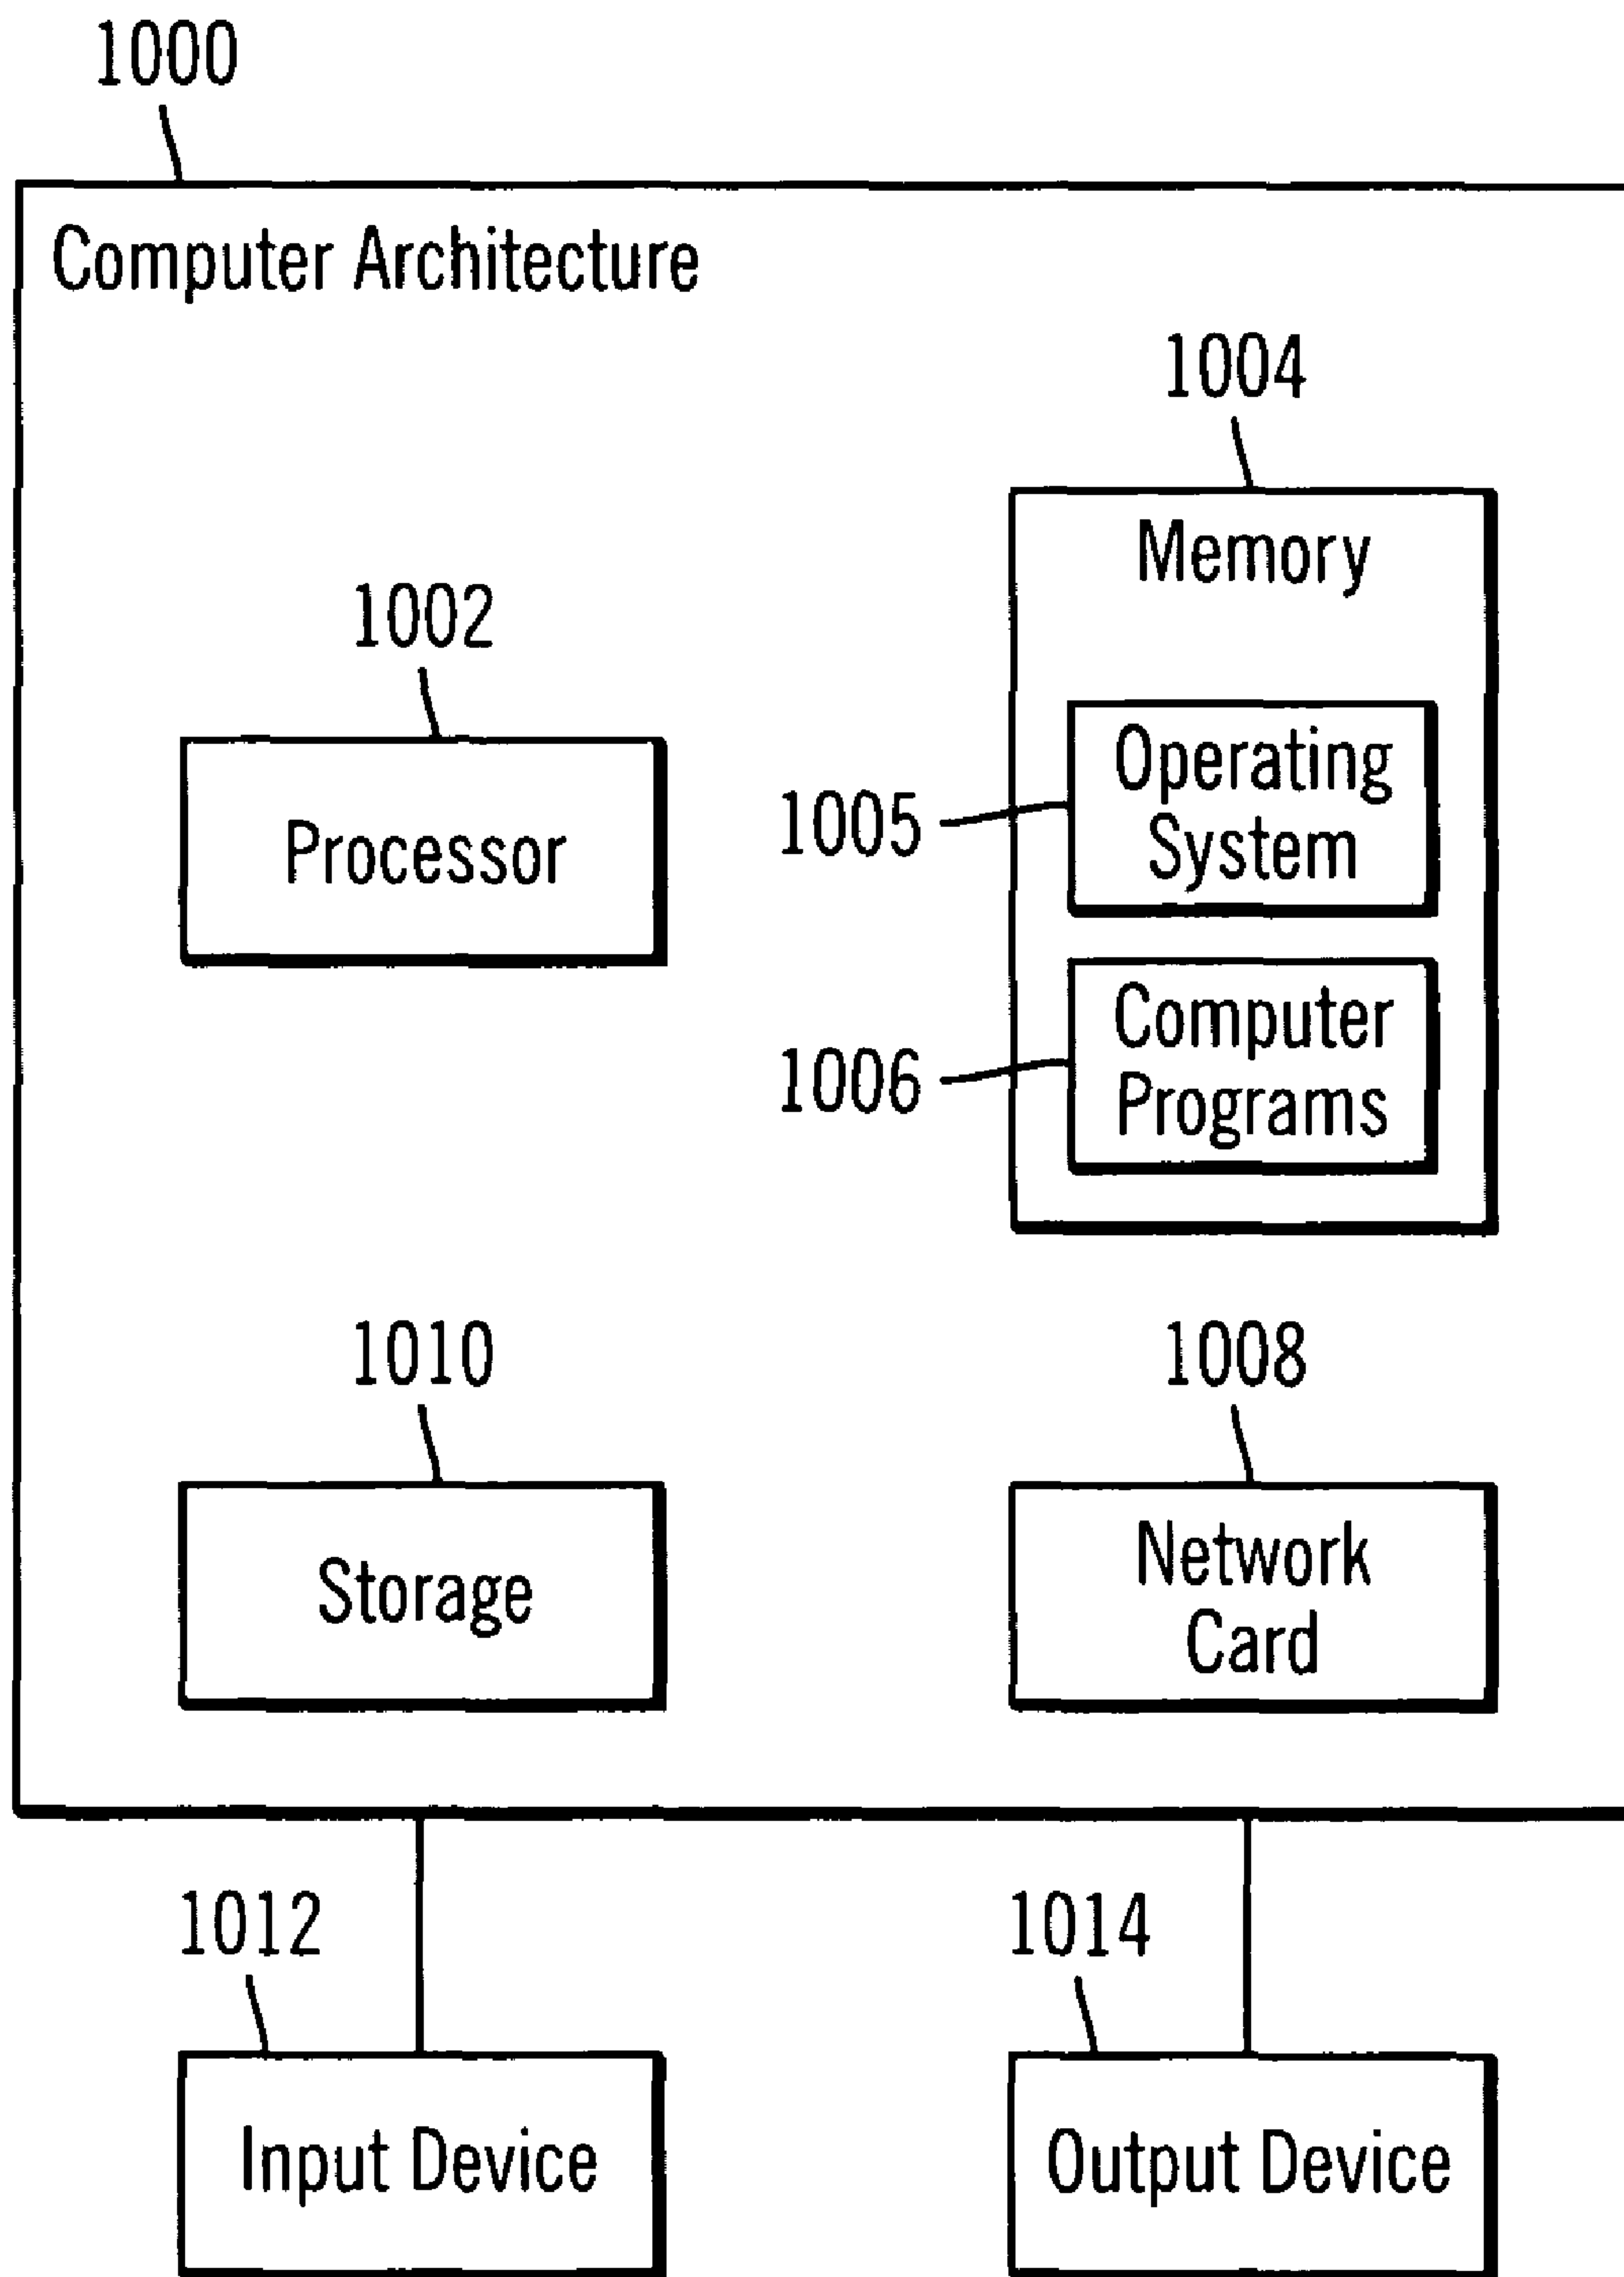 1000
Computer Architecture
1004
Memory
1002
Processor
1005
Operating
System
1006
Computer
Programs
1010
Storage
1008
Network
Card
1012
Input Device
1014
Output Device